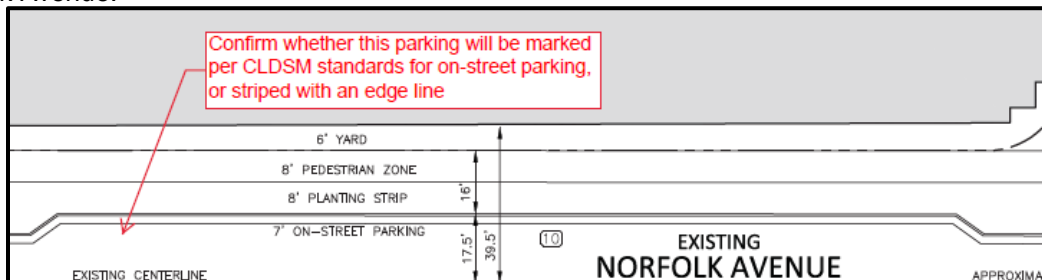 Confirm whether this parking will be marked
per CLDSM standards for on-street parking,
or striped with an edge line
6' YARD
8' PEDESTRIAN ZONE
8' PLANTING STRIP
16'
7' ON-STREET PARKING
17.5'
39.5'
10
EXISTING
NORFOLK AVENUE
EXISTING CENTERLINE
APPROXIMA